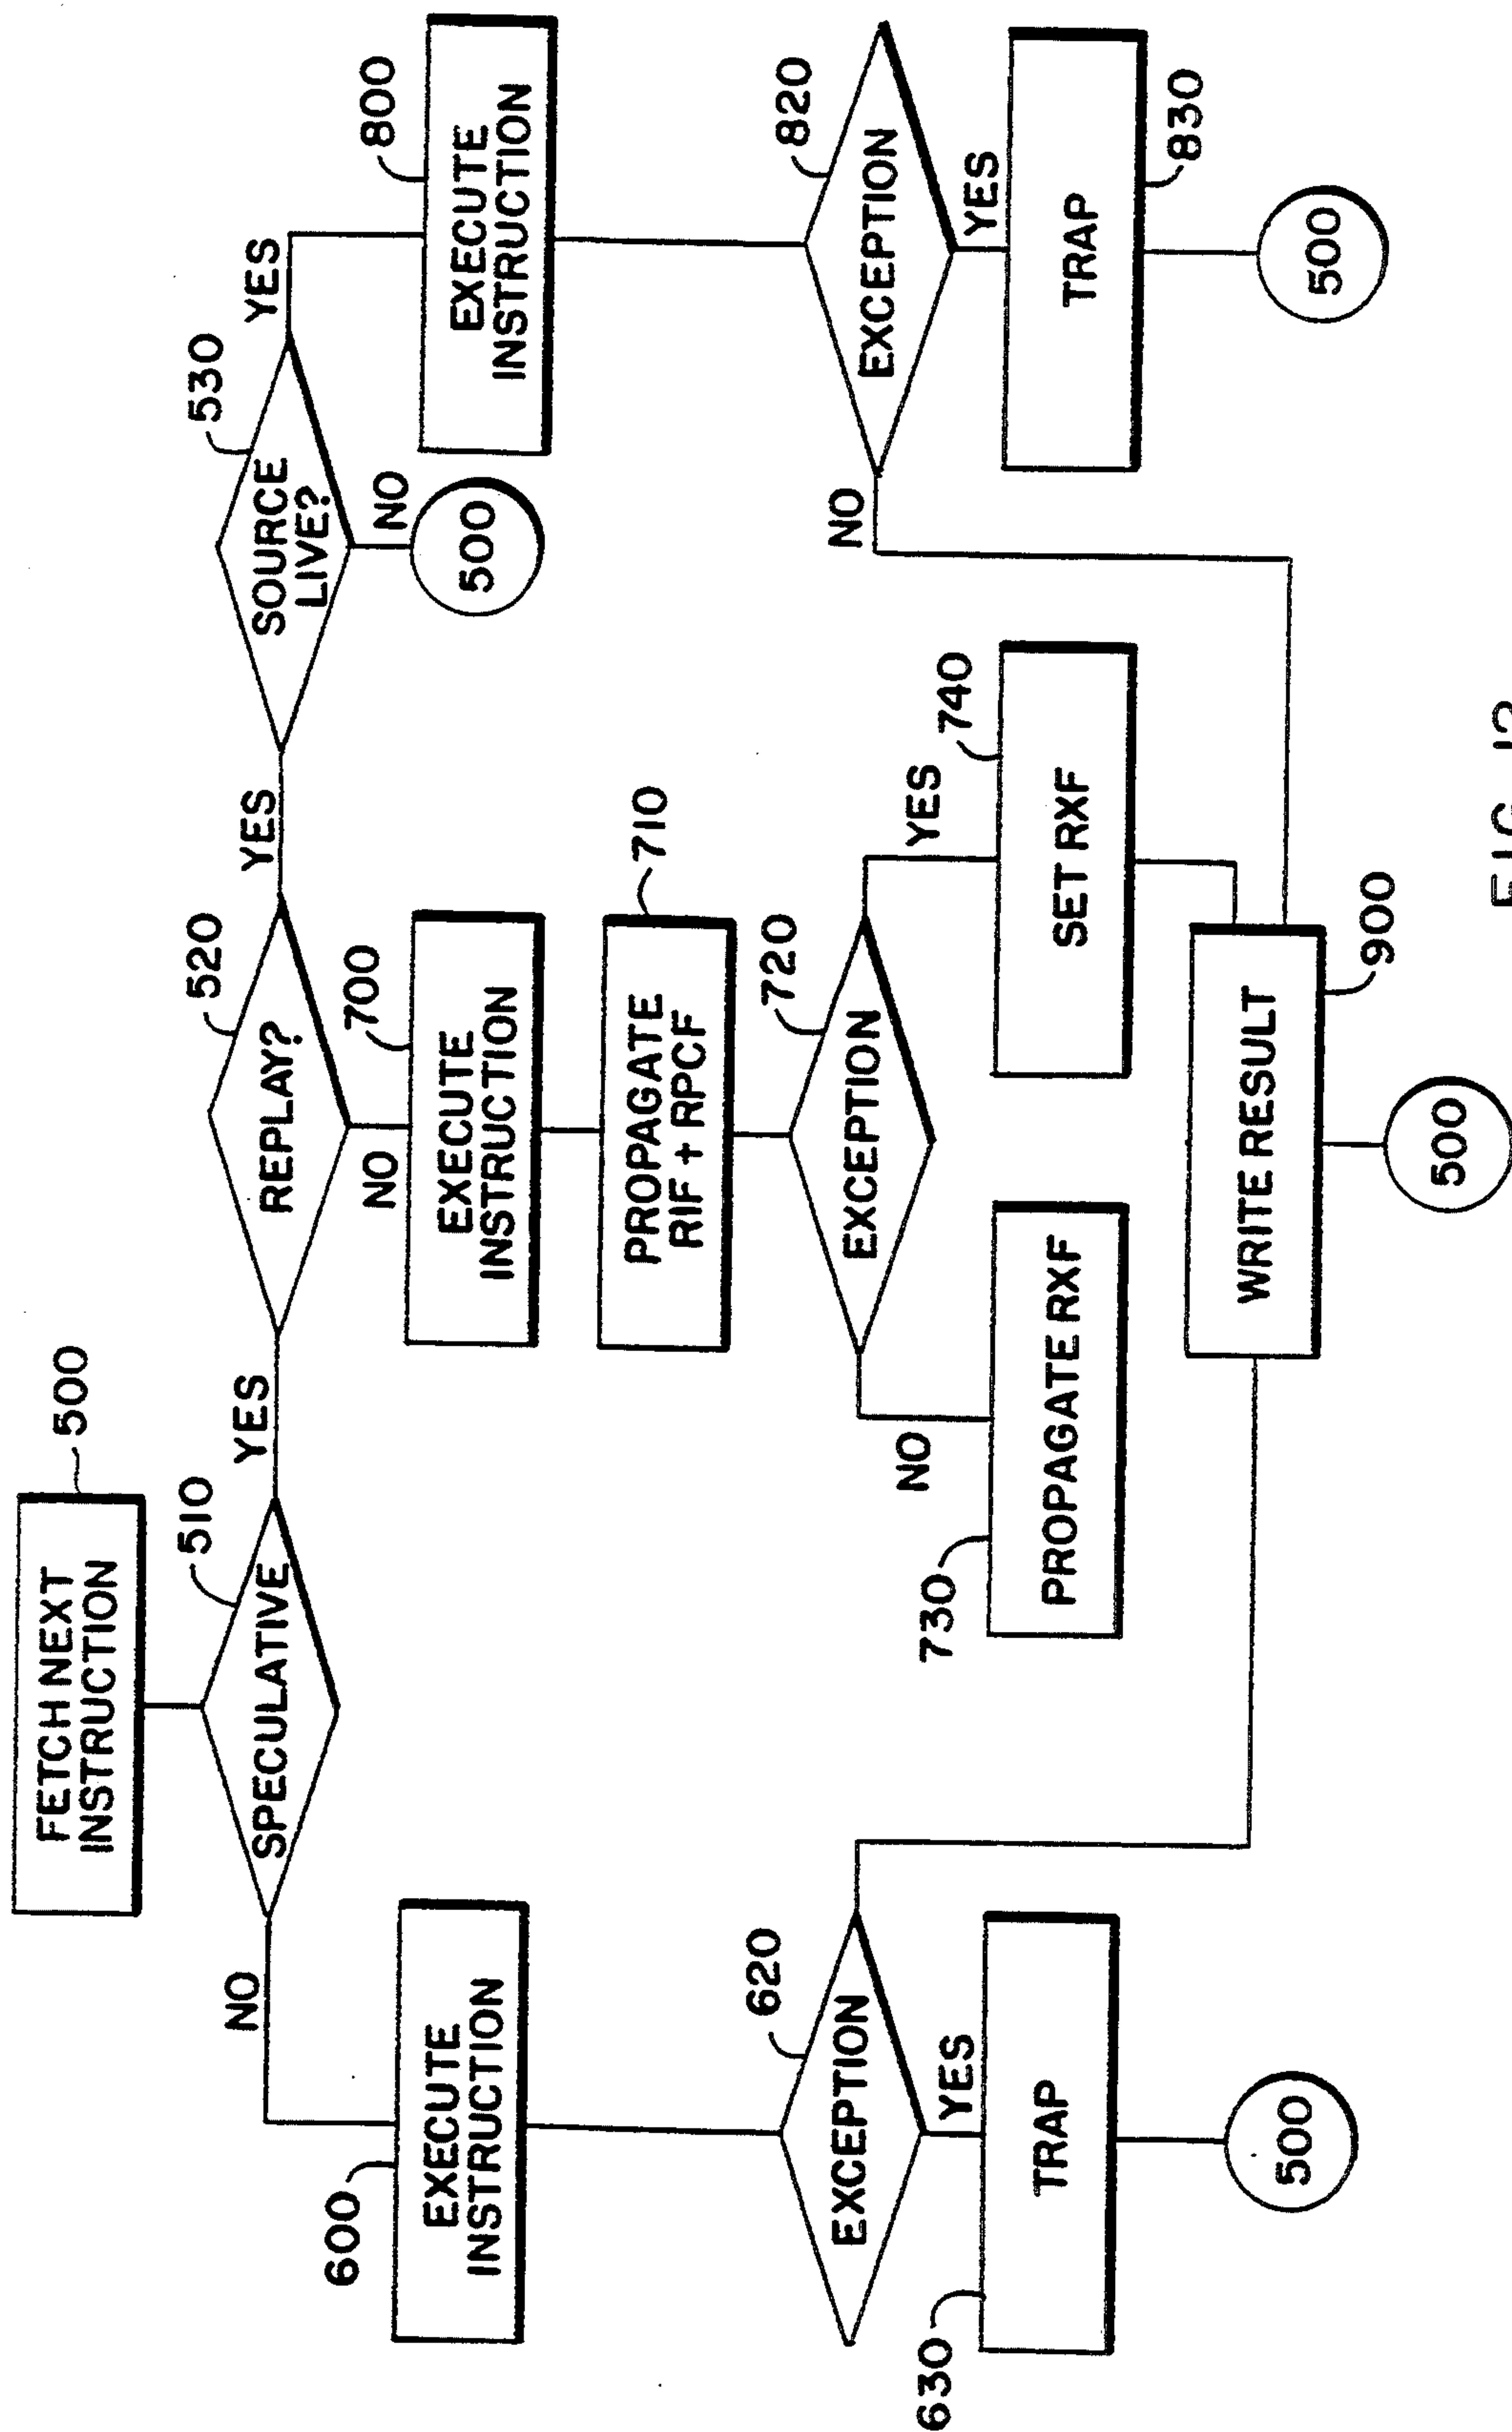 FETCH NEXT
INSTRUCTION
500
SPECULATIVE
510
NO
YES
REPLAY?
520
YES
NO
SOURCE
LIVE?
530
YES
NO
500
600
EXECUTE
INSTRUCTION
700
EXECUTE
INSTRUCTION
800
EXECUTE
INSTRUCTION
PROPAGATE
RIF + RPCF
710
EXCEPTION
620
YES
EXCEPTION
720
NO
YES
EXCEPTION
820
NO
YES
630
TRAP
730
PROPAGATE RXF
SET RXF
740
TRAP
830
500
WRITE RESULT
900
500
500